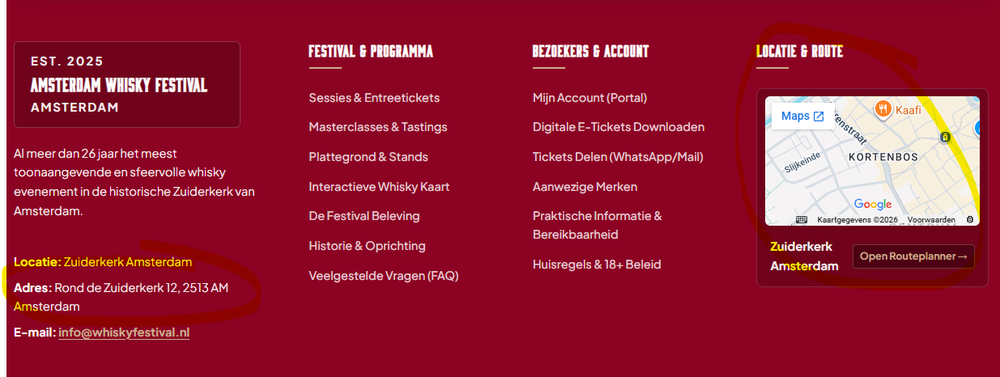 EST. 2025
AMSTERDAM WHISKY FESTIVAL
AMSTERDAM
Al meer dan 26 jaar het meest
toonaangevende en sfeervolle whisky
evenement in de historische Zuiderkerk van
Amsterdam.
Locatie: Zuiderkerk Amsterdam
Adres: Rond de Zuiderkerk 12, 2513 AM
Amsterdam
E-mail: info@whiskyfestival.nl
FESTIVAL & PROGRAMMA
Sessies & Entreetickets
Masterclasses & Tastings
Plattegrond & Stands
Interactieve Whisky Kaart
De Festival Beleving
Historie & Oprichting
Veelgestelde Vragen (FAQ)
BEZOEKERS & ACCOUNT
Mijn Account (Portal)
Digitale E-Tickets Downloaden
Tickets Delen (WhatsApp/Mail)
Aanwezige Merken
Praktische Informatie &
Bereikbaarheid
Huisregels & 18+ Beleid
LOCATIE & ROUTE
Maps
Kaafi
KORTENBOS
Slijkeinde
Google
Kaartgegevens ©2026 Voorwaarden
Zuiderkerk
Amsterdam
Open Routeplanner→